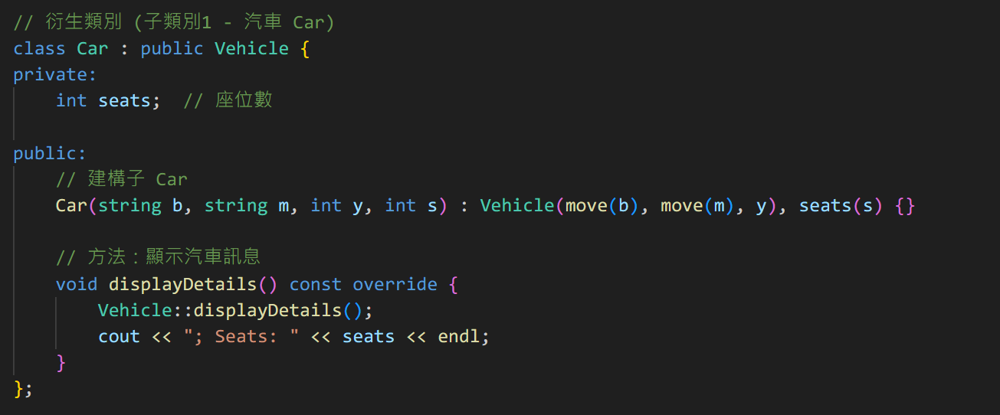 // 衍生類別 (子類別1 - 汽車 Car)
class Car : public Vehicle {
private:
    int seats;  // 座位數

public:
    // 建構子 Car
    Car(string b, string m, int y, int s) : Vehicle(move(b), move(m), y), seats(s) {}

    // 方法：顯示汽車訊息
    void displayDetails() const override {
        Vehicle::displayDetails();
        cout << "; Seats: " << seats << endl;
    }
};